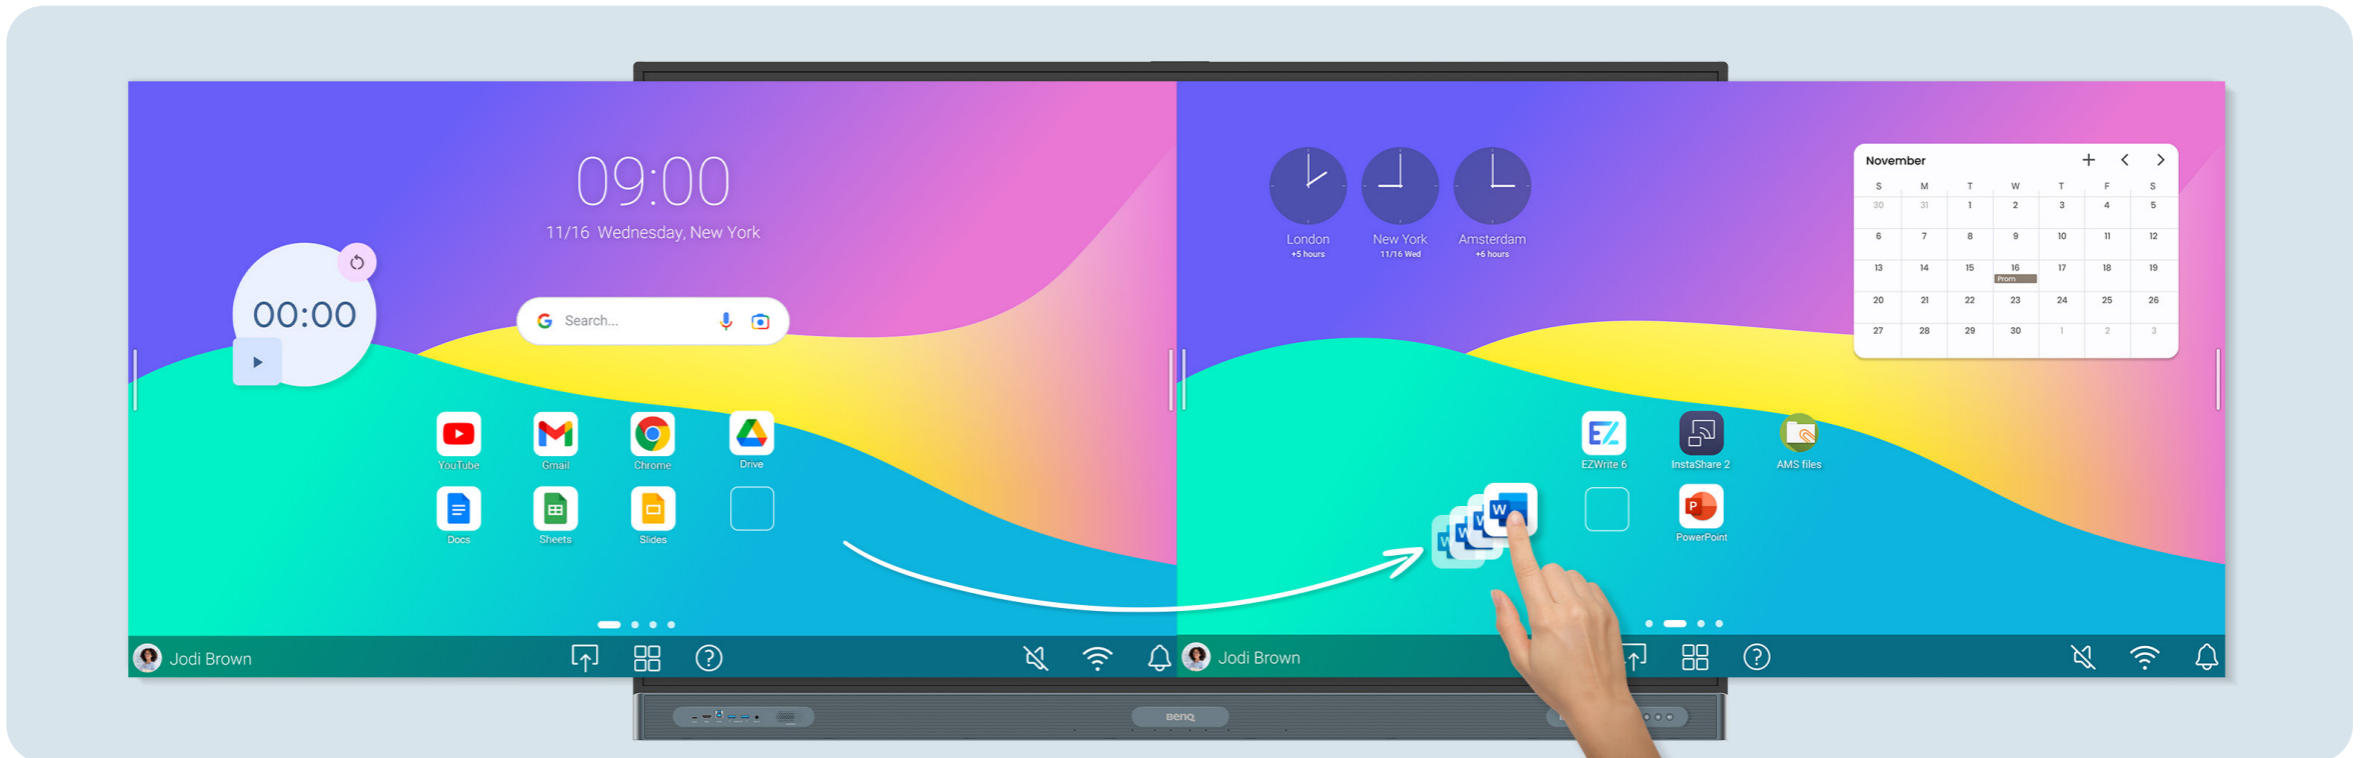 09:00
11/16 Wednesday, New York
00:00
Search...
YouTube
Gmail
Chrome
Drive
Docs
Sheets
Slides
Jodi Brown
London
+5 hours
New York
11/16 Wed
Amsterdam
+6 hours
November
S M T W T F S
30 31 1 2 3 4 5
6 7 8 9 10 11 12
13 14 15 16 17 18 19
Prom
20 21 22 23 24 25 26
27 28 29 30 1 2 3
EZ
EZWrite 6
InstaShare 2
AMS files
W
W
W
W
P
PowerPoint
Jodi Brown
BenQ